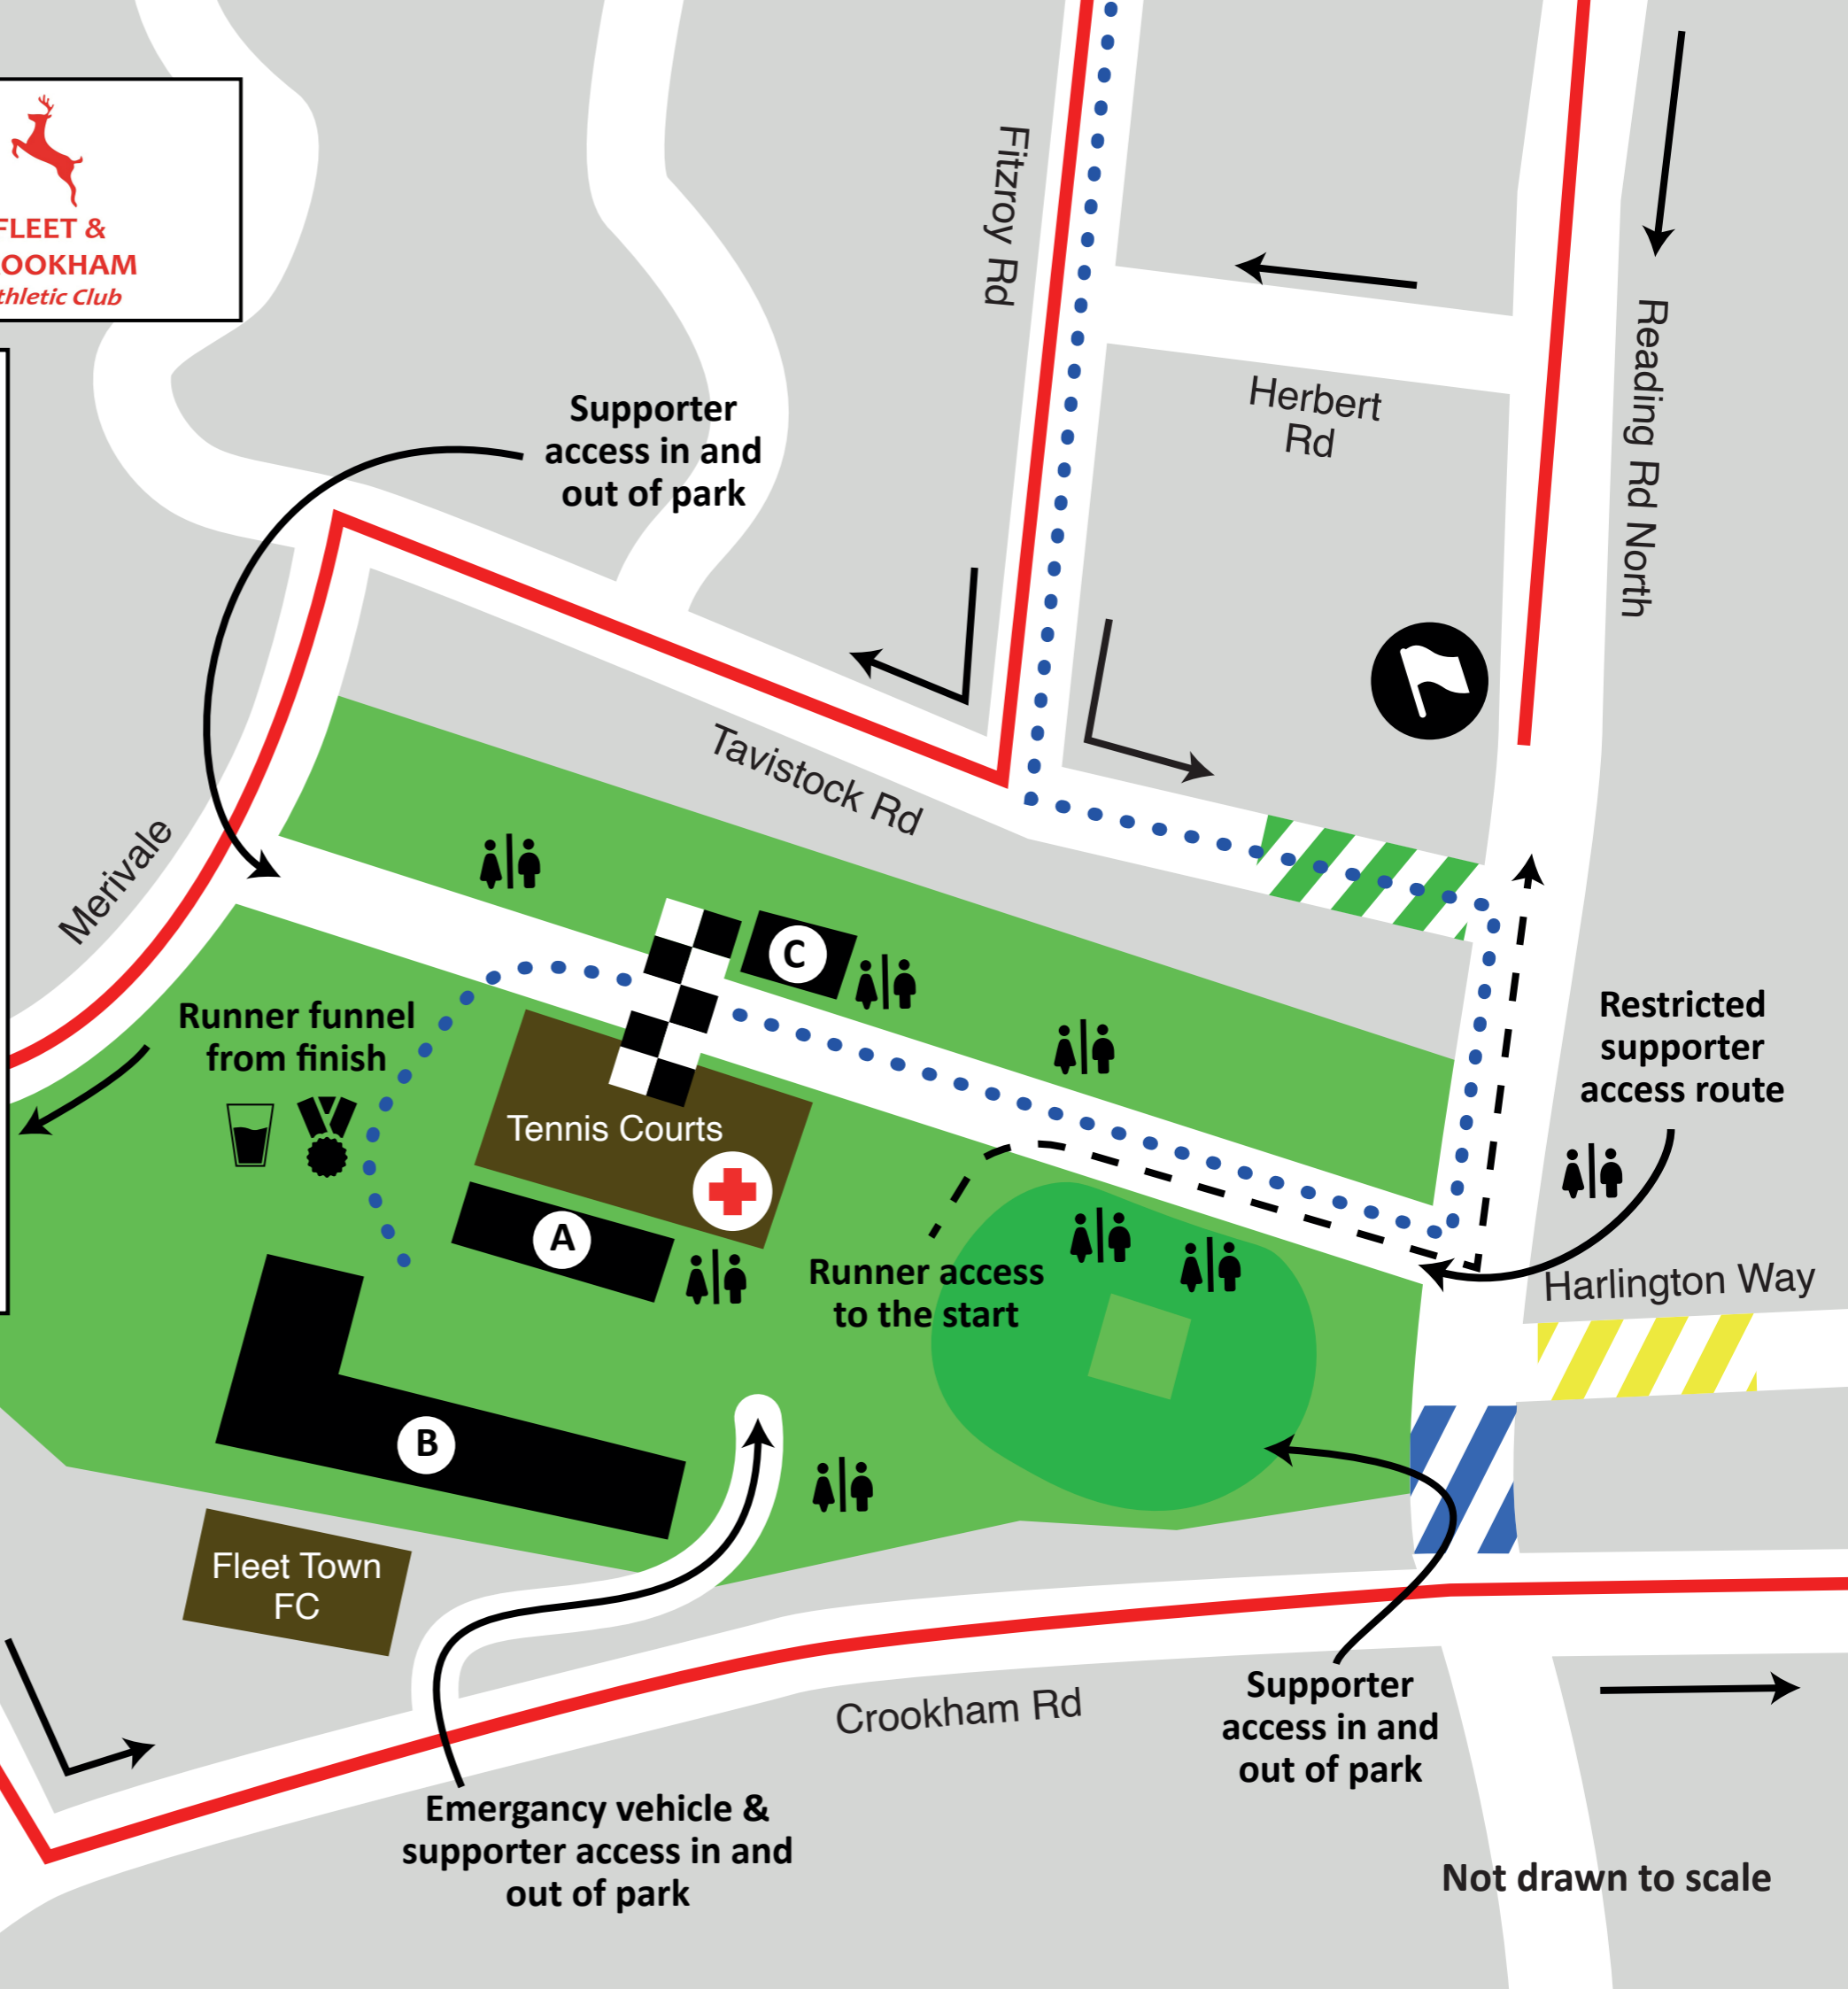 FLEET &
OOKHAM
thletic Club
Fitzroy Rd
Herbert
Rd
Reading Rd North
Supporter
access in and
out of park
Tavistock Rd
Merivale
C
Runner funnel
from finish
Restricted
supporter
access route
Tennis Courts
A
Runner access
to the start
Harlington Way
B
Fleet Town
FC
Crookham Rd
Supporter
access in and
out of park
Emergancy vehicle &
supporter access in and
out of park
Not drawn to scale